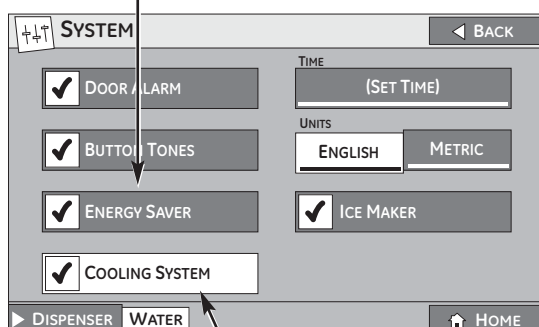 SYSTEM
BACK
DOOR ALARM
BUTTON TONES
ENERGY SAVER
COOLING SYSTEM
TIME
(SET TIME)
UNITS
ENGLISH METRIC
ICE MAKER
DISPENSER WATER
HOME